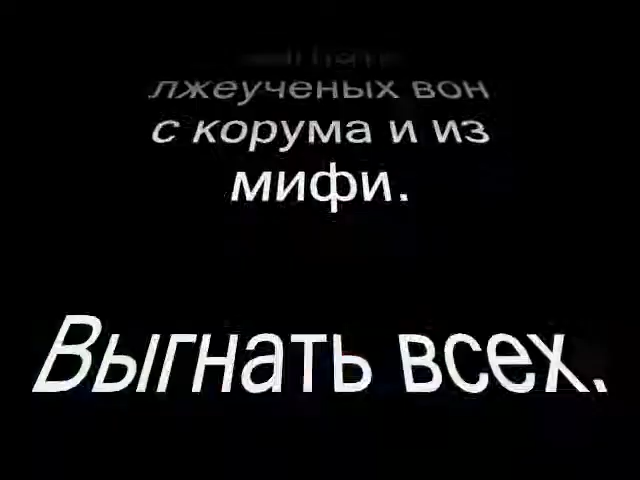 лжеученых вон
с корума и из
мифи.
Выгнать всех.